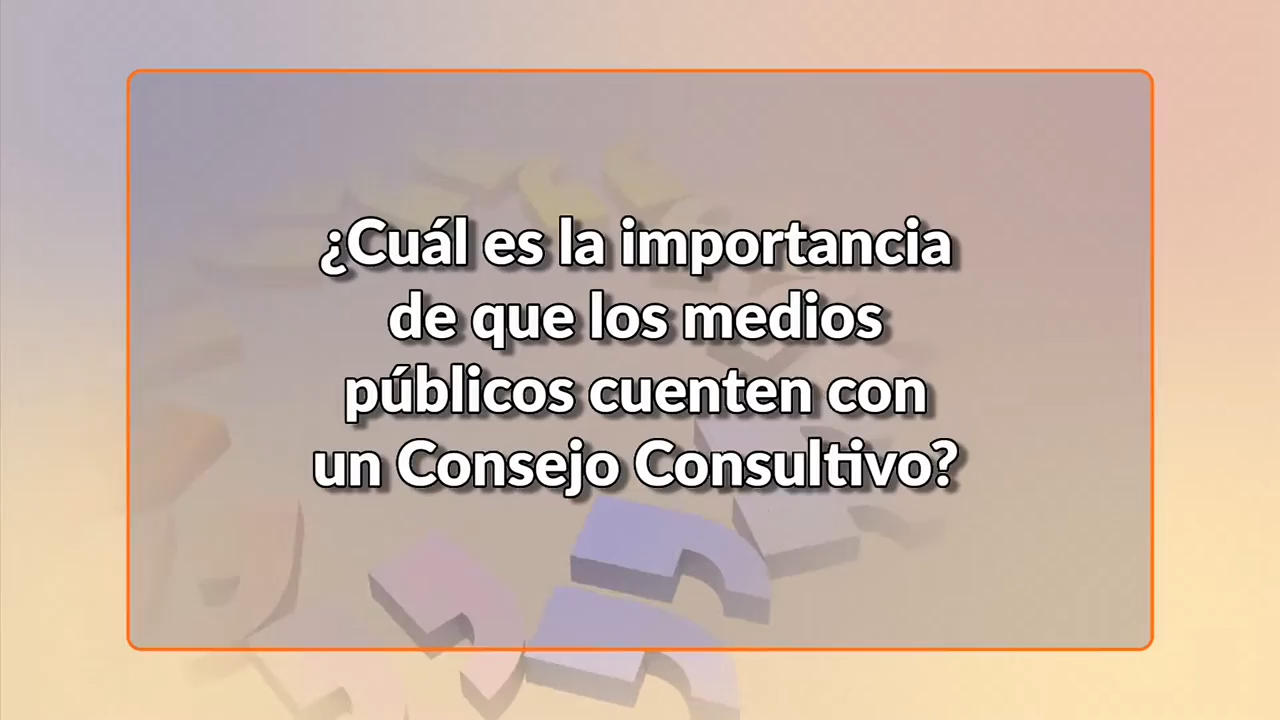 ¿Cuál es la importancia
de que los medios
públicos cuenten con
un Consejo Consultivo?